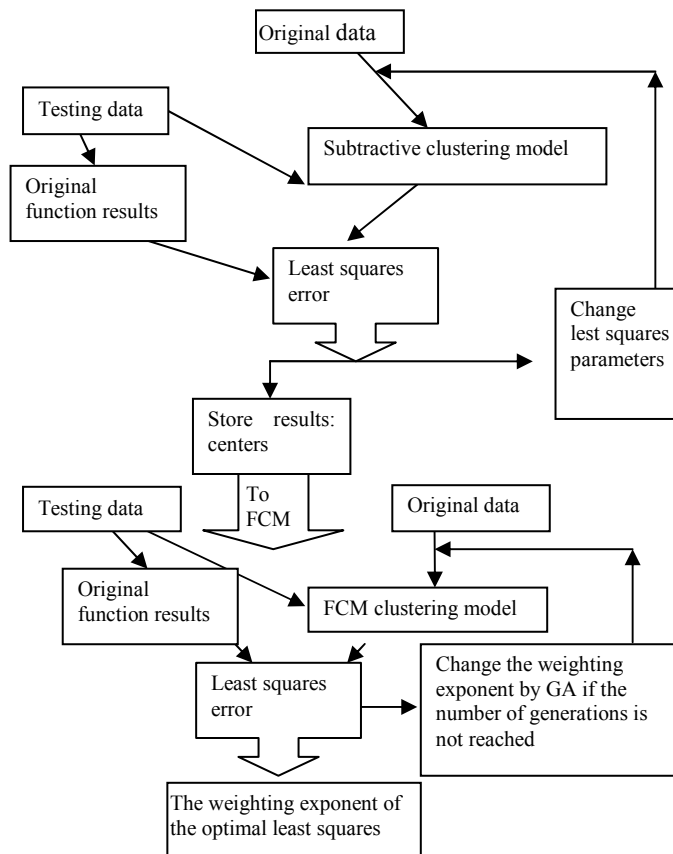 Original data
Testing data
Subtractive clustering model
Original
function results
Least squares
error
Change
lest squares
parameters
Store results:
centers
To
FCM
Testing data
Original data
Original
function results
FCM clustering model
Least squares
error
Change the weighting
exponent by GA if the
number of generations is
not reached
The weighting exponent of
the optimal least squares